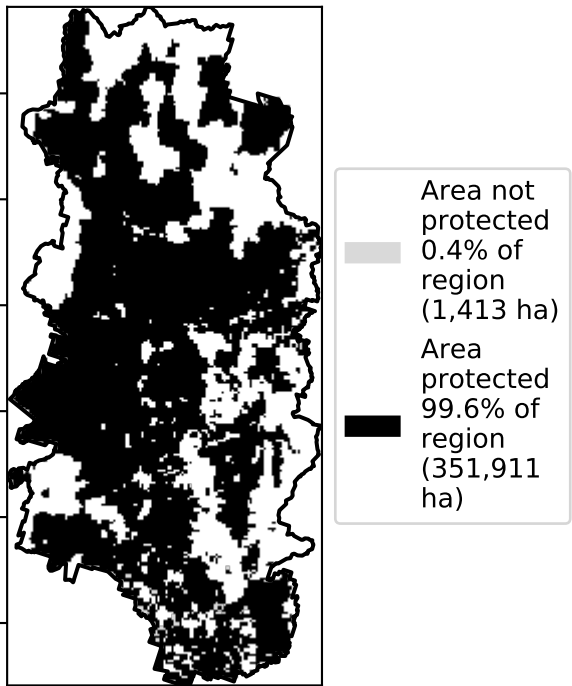 Area not
protected
0.4% of
region
(1,413 ha)
Area
protected
99.6% of
region
(351,911
ha)